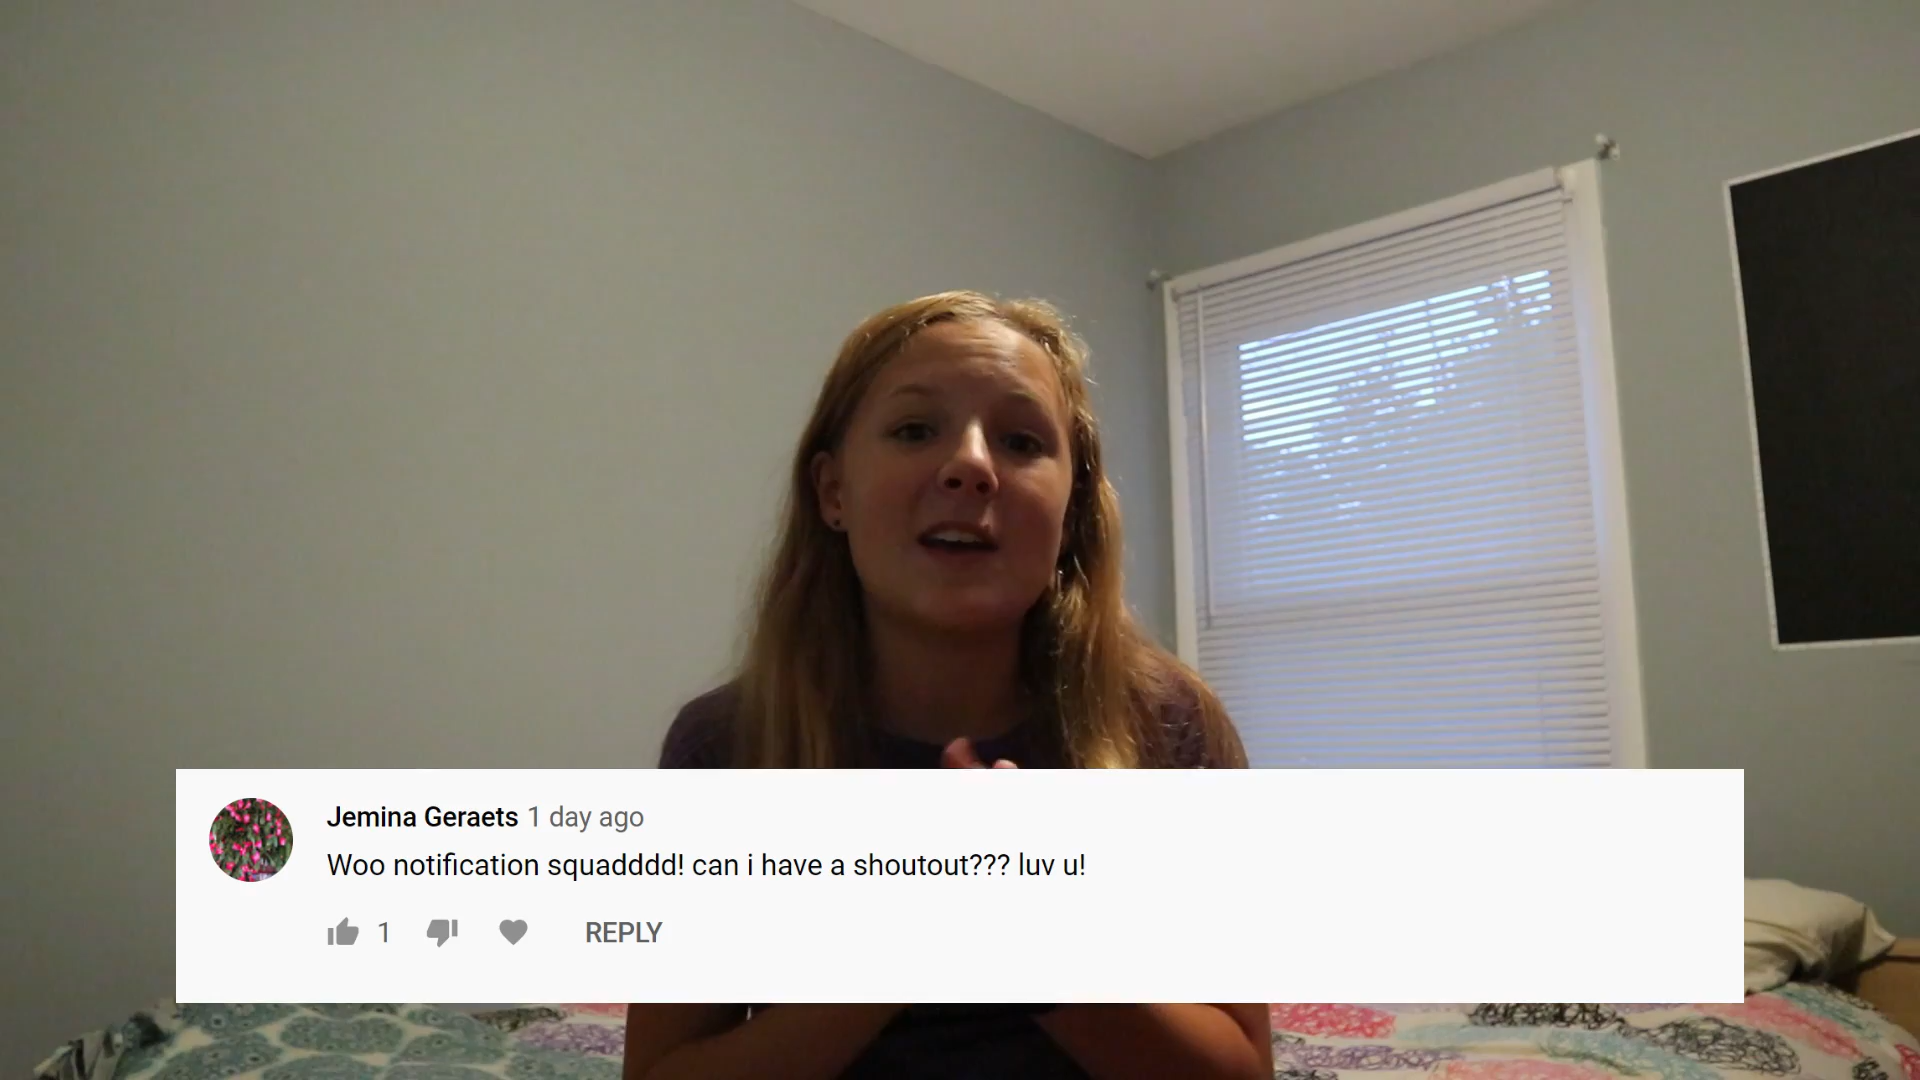 Jemina Geraets 1 day ago
Woo notification squadddd! can i have a shoutout??? luv u!
1
REPLY